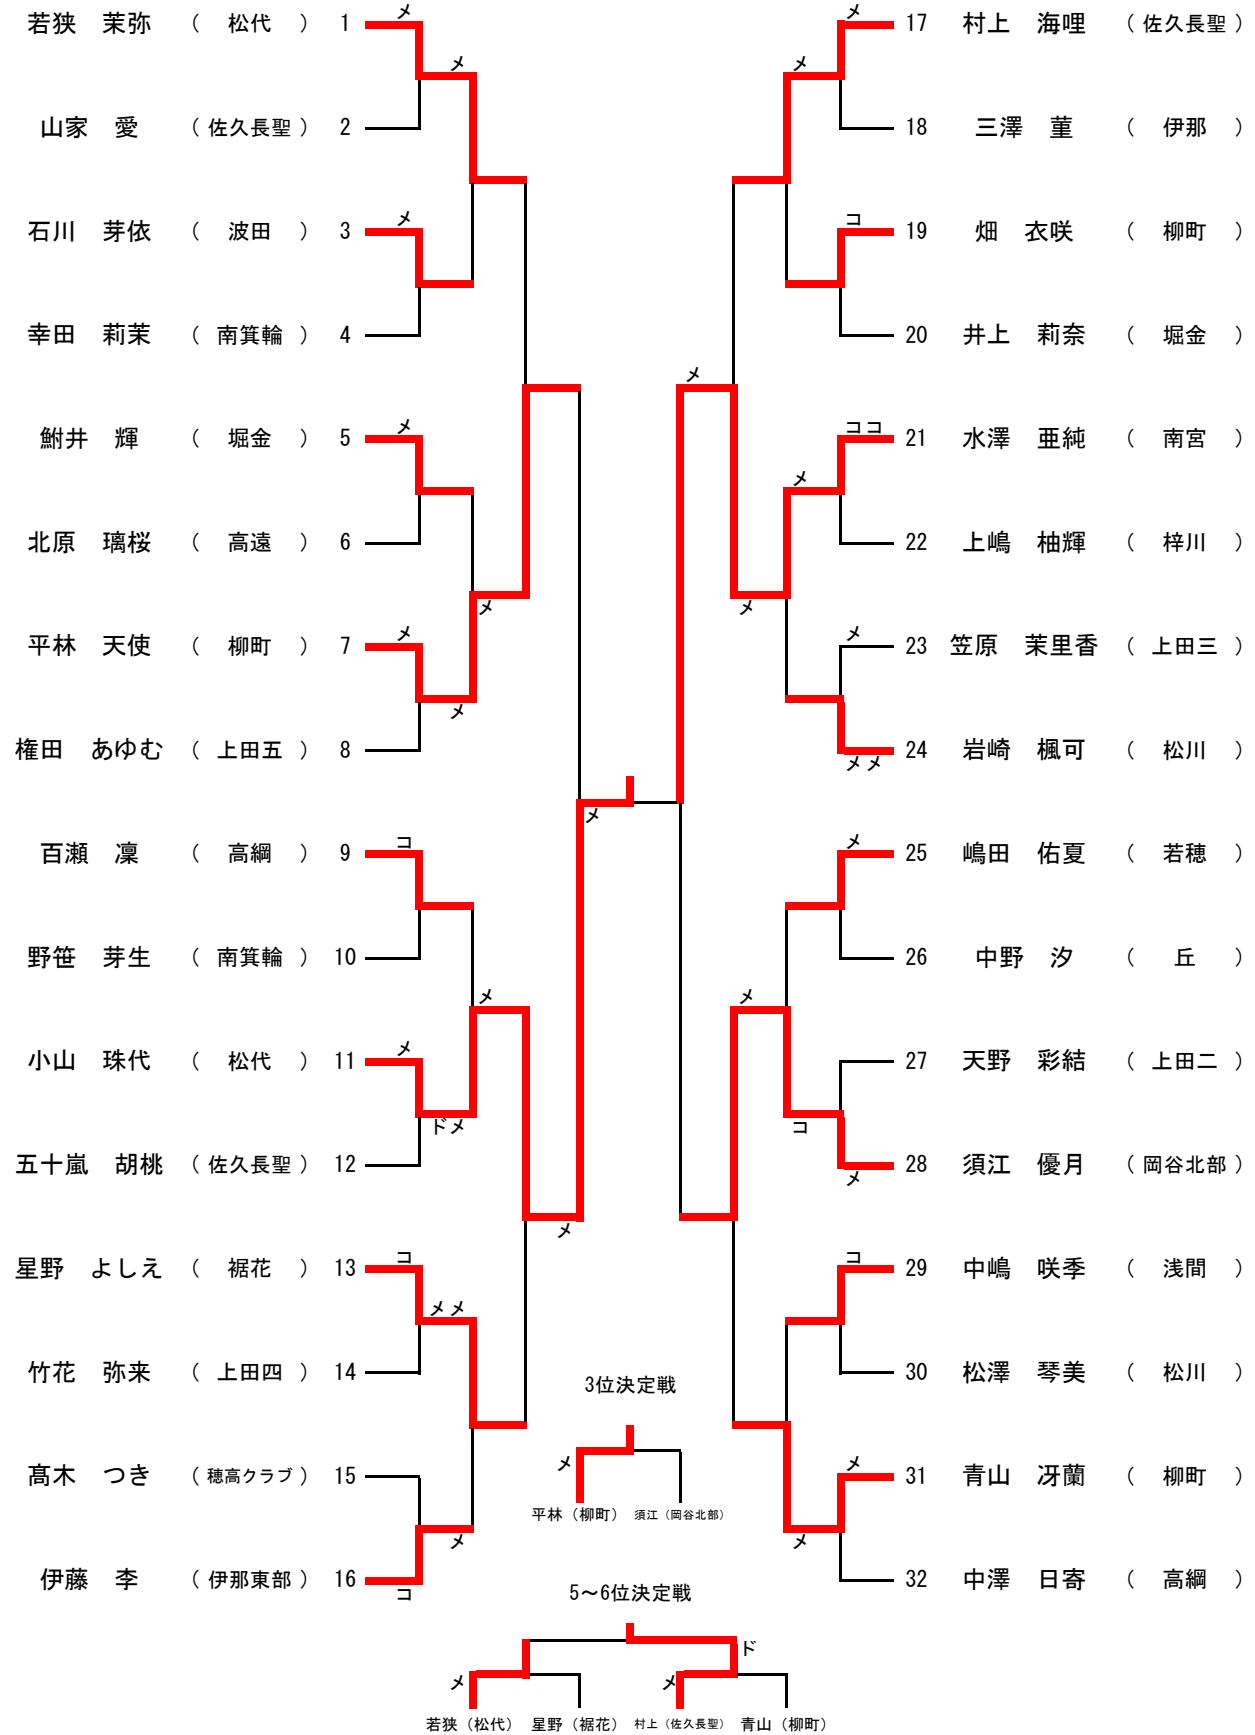 若狭　茉弥 （ 松代 ） 1 メ
メ
山家　愛 （ 佐久長聖 ） 2
石川　芽依 （ 波田 ） 3 メ
幸田　莉茉 （ 南箕輪 ） 4
鮒井　輝 （ 堀金 ） 5 メ
北原　璃桜 （ 高遠 ） 6
メ
平林　天使 （ 柳町 ） 7 メ
メ
権田　あゆむ （ 上田五 ） 8
メ
百瀬　凜 （ 高綱 ） 9 コ
野笹　芽生 （ 南箕輪 ） 10
メ
小山　珠代 （ 松代 ） 11 メ
ドメ
五十嵐　胡桃 （ 佐久長聖 ） 12
メ
星野　よしえ （ 裾花 ） 13 コ
メメ
竹花　弥来 （ 上田四 ） 14
髙木　つき （ 穂高クラブ ） 15
メ
伊藤　李 （ 伊那東部 ） 16 コ
メ 17 村上　海哩 （ 佐久長聖 ）
メ
18 三澤　菫 （ 伊那 ）
コ 19 畑　衣咲 （ 柳町 ）
20 井上　莉奈 （ 堀金 ）
メ
ココ 21 水澤　亜純 （ 南宮 ）
メ
22 上嶋　柚輝 （ 梓川 ）
メ
メ 23 笠原　茉里香 （ 上田三 ）
24 岩崎　楓可 （ 松川 ）
メメ
メ 25 嶋田　佑夏 （ 若穂 ）
26 中野　汐 （ 丘 ）
メ
27 天野　彩結 （ 上田二 ）
コ
28 須江　優月 （ 岡谷北部 ）
メ
コ 29 中嶋　咲季 （ 浅間 ）
30 松澤　琴美 （ 松川 ）
メ 31 青山　冴蘭 （ 柳町 ）
メ
32 中澤　日寄 （ 高綱 ）
3位決定戦
メ
平林（柳町） 須江（岡谷北部）
5～6位決定戦
ド
メ メ
若狭（松代） 星野（裾花） 村上（佐久長聖） 青山（柳町）